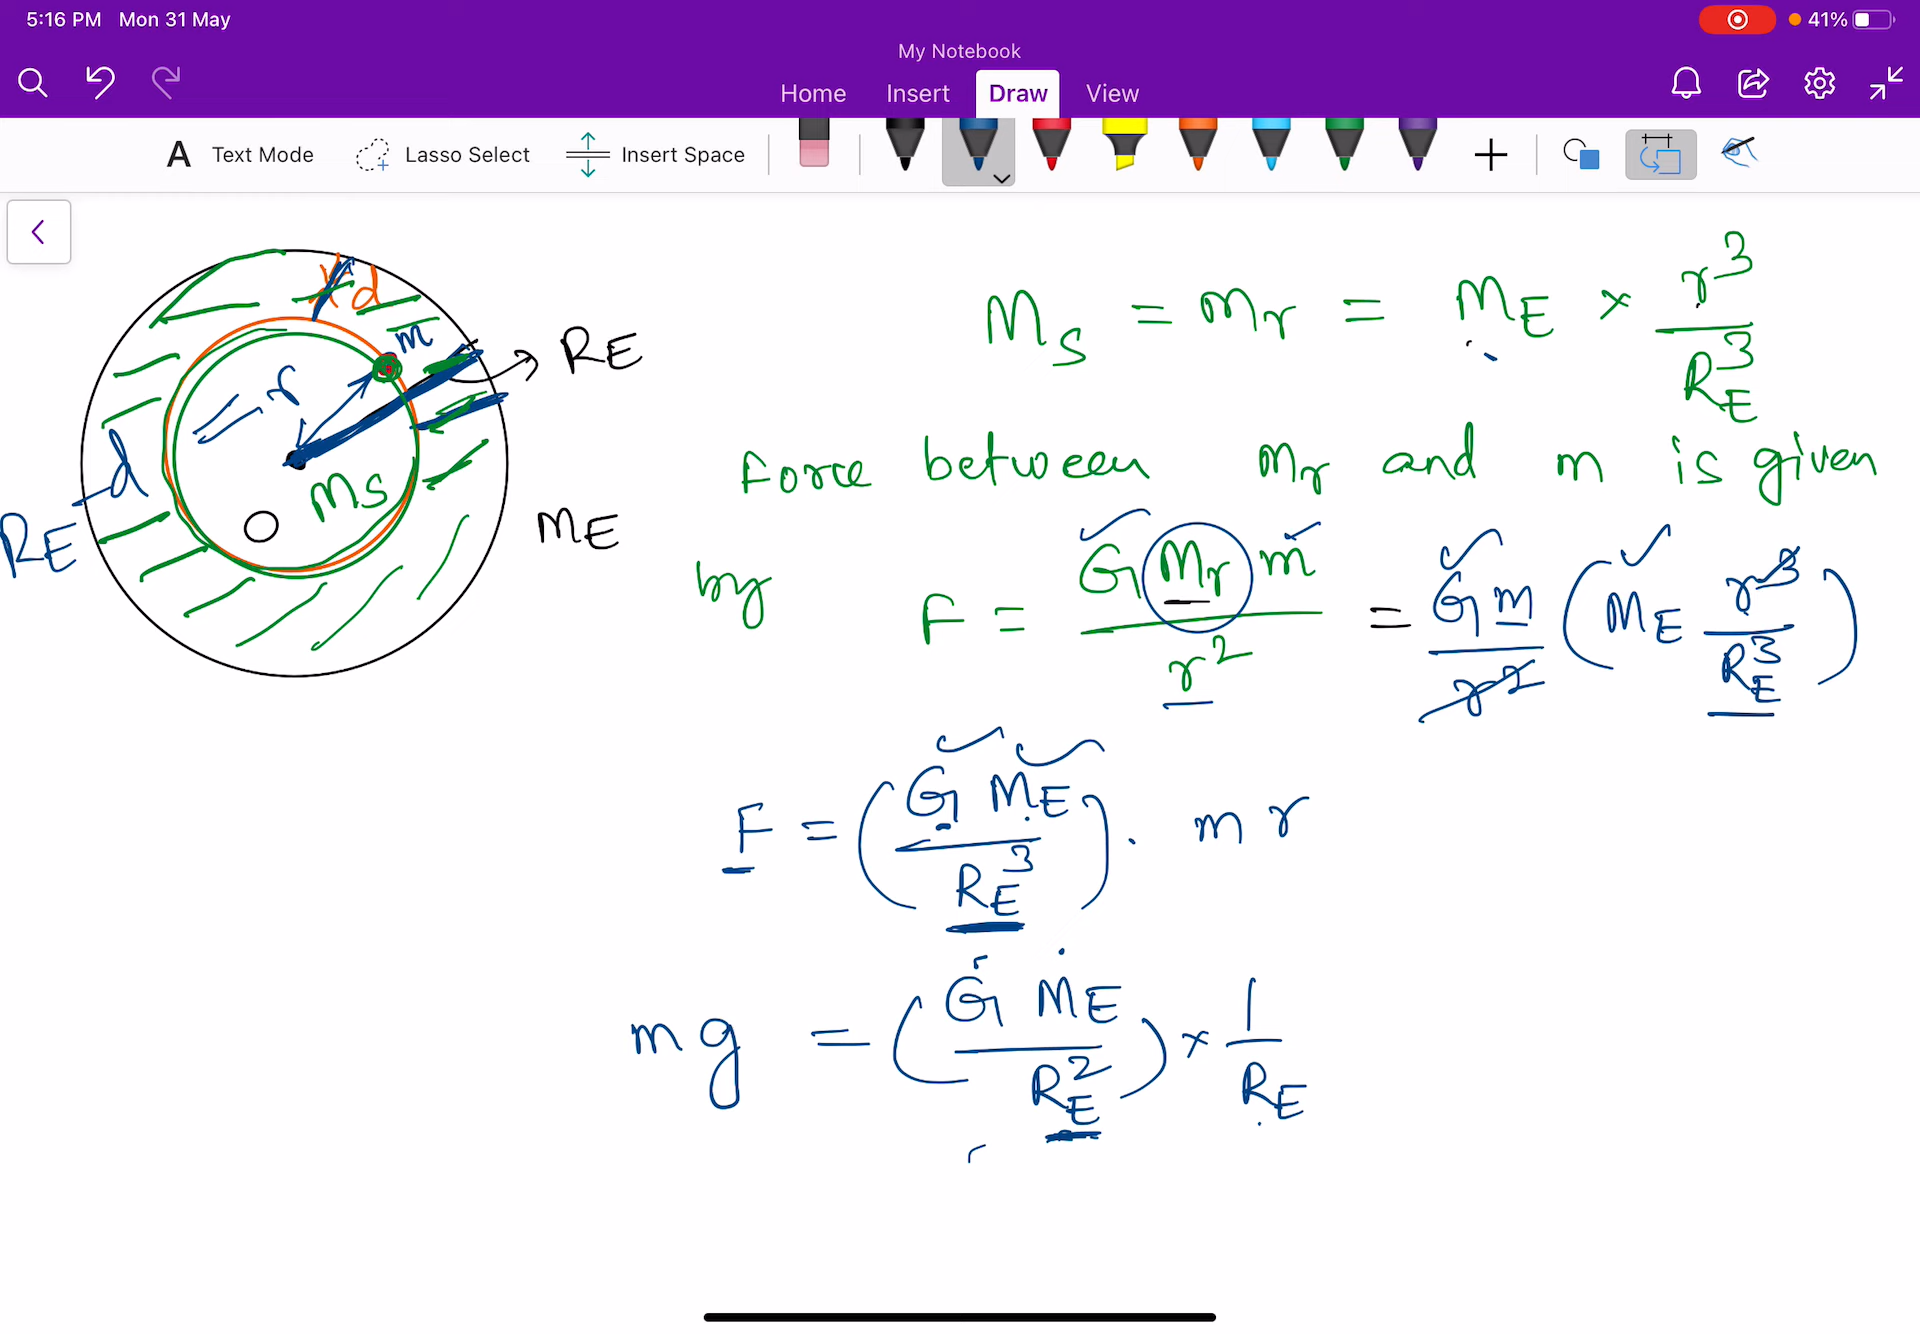 5:16 PM Mon 31 May
41%
My Notebook
Home Insert Draw View
A Text Mode Lasso Select Insert Space
d
m
RE
r
d
RE
MS
O
ME
MS = Mr = ME × r³/RE³
Force between Mr and m is given
by F = G Mr m / r² = G m / r² (ME r³/RE³)
F = (G ME / RE³) . m r
mg = (G ME / RE²) × 1/RE